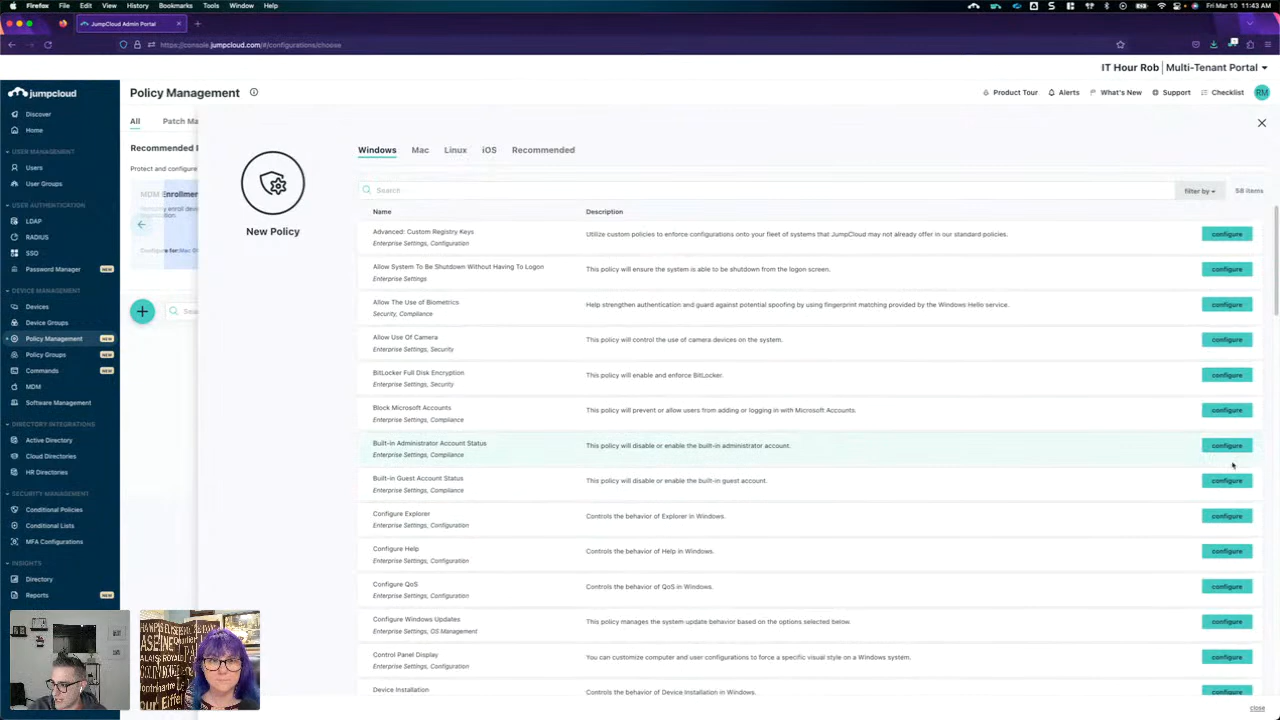 Firefox File Edit View History Bookmarks Tools Window Help
Fri Mar 10 11:43 AM
JumpCloud Admin Portal
https://console.jumpcloud.com/#/configurations/choose
IT Hour Rob | Multi-Tenant Portal
jumpcloud
Policy Management
Product Tour Alerts What's New Support Checklist RM
Discover
Home
USER MANAGEMENT
Users
User Groups
USER AUTHENTICATION
LDAP
RADIUS
SSO
Password Manager NEW
DEVICE MANAGEMENT
Devices
Device Groups
Policy Management NEW
Policy Groups NEW
Commands NEW
MDM
Software Management
DIRECTORY INTEGRATIONS
Active Directory
Cloud Directories
HR Directories
SECURITY MANAGEMENT
Conditional Policies
Conditional Lists
MFA Configurations
INSIGHTS
Directory
Reports NEW
All Patch Ma
Recommended
Protect and configure
MDM Enrollmen
Configure for: Mac
New Policy
Windows Mac Linux iOS Recommended
Search
filter by
58 items
Name Description
Advanced: Custom Registry Keys
Enterprise Settings, Configuration
Utilize custom policies to enforce configurations onto your fleet of systems that JumpCloud may not already offer in our standard policies.
configure
Allow System To Be Shutdown Without Having To Logon
Enterprise Settings
This policy will ensure the system is able to be shutdown from the logon screen.
configure
Allow The Use of Biometrics
Security, Compliance
Help strengthen authentication and guard against potential spoofing by using fingerprint matching provided by the Windows Hello service.
configure
Allow Use Of Camera
Enterprise Settings, Security
This policy will control the use of camera devices on the system.
configure
BitLocker Full Disk Encryption
Enterprise Settings, Security
This policy will enable and enforce BitLocker.
configure
Block Microsoft Accounts
Enterprise Settings, Compliance
This policy will prevent or allow users from adding or logging in with Microsoft Accounts.
configure
Built-in Administrator Account Status
Enterprise Settings, Compliance
This policy will disable or enable the built-in administrator account.
configure
Built-in Guest Account Status
Enterprise Settings, Compliance
This policy will disable or enable the built-in guest account.
configure
Configure Explorer
Enterprise Settings, Configuration
Controls the behavior of Explorer in Windows.
configure
Configure Help
Enterprise Settings, Configuration
Controls the behavior of Help in Windows.
configure
Configure QoS
Enterprise Settings, Configuration
Controls the behavior of QoS in Windows.
configure
Configure Windows Updates
Enterprise Settings, OS Management
This policy manages the system update behavior based on the options selected below.
configure
Control Panel Display
Enterprise Settings, Configuration
You can customize computer and user configurations to force a specific visual style on a Windows system.
configure
Device Installation
Controls the behavior of Device Installation in Windows.
configure
close